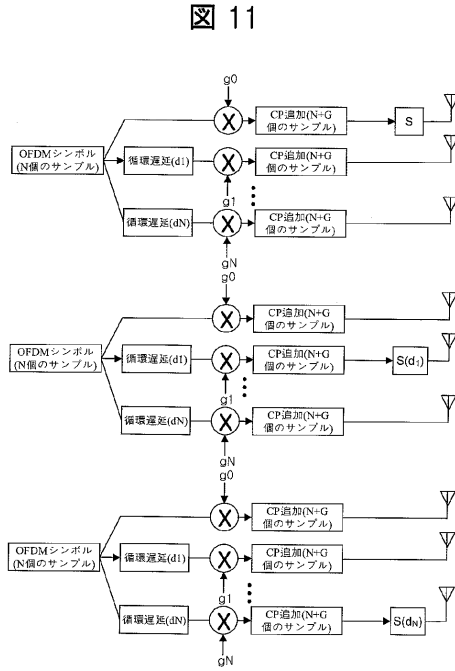 図 11
g0
X
CP追加(N+G
個のサンプル)
S
OFDMシンボル
(N個のサンプル)
循環遅延(d1)
X
CP追加(N+G
個のサンプル)
g1
循環遅延(dN)
X
CP追加(N+G
個のサンプル)
gN
g0
X
CP追加(N+G
個のサンプル)
OFDMシンボル
(N個のサンプル)
循環遅延(d1)
X
CP追加(N+G
個のサンプル)
S(d1)
g1
循環遅延(dN)
X
CP追加(N+G
個のサンプル)
gN
g0
X
CP追加(N+G
個のサンプル)
OFDMシンボル
(N個のサンプル)
循環遅延(d1)
X
CP追加(N+G
個のサンプル)
g1
循環遅延(dN)
X
CP追加(N+G
個のサンプル)
S(dN)
gN